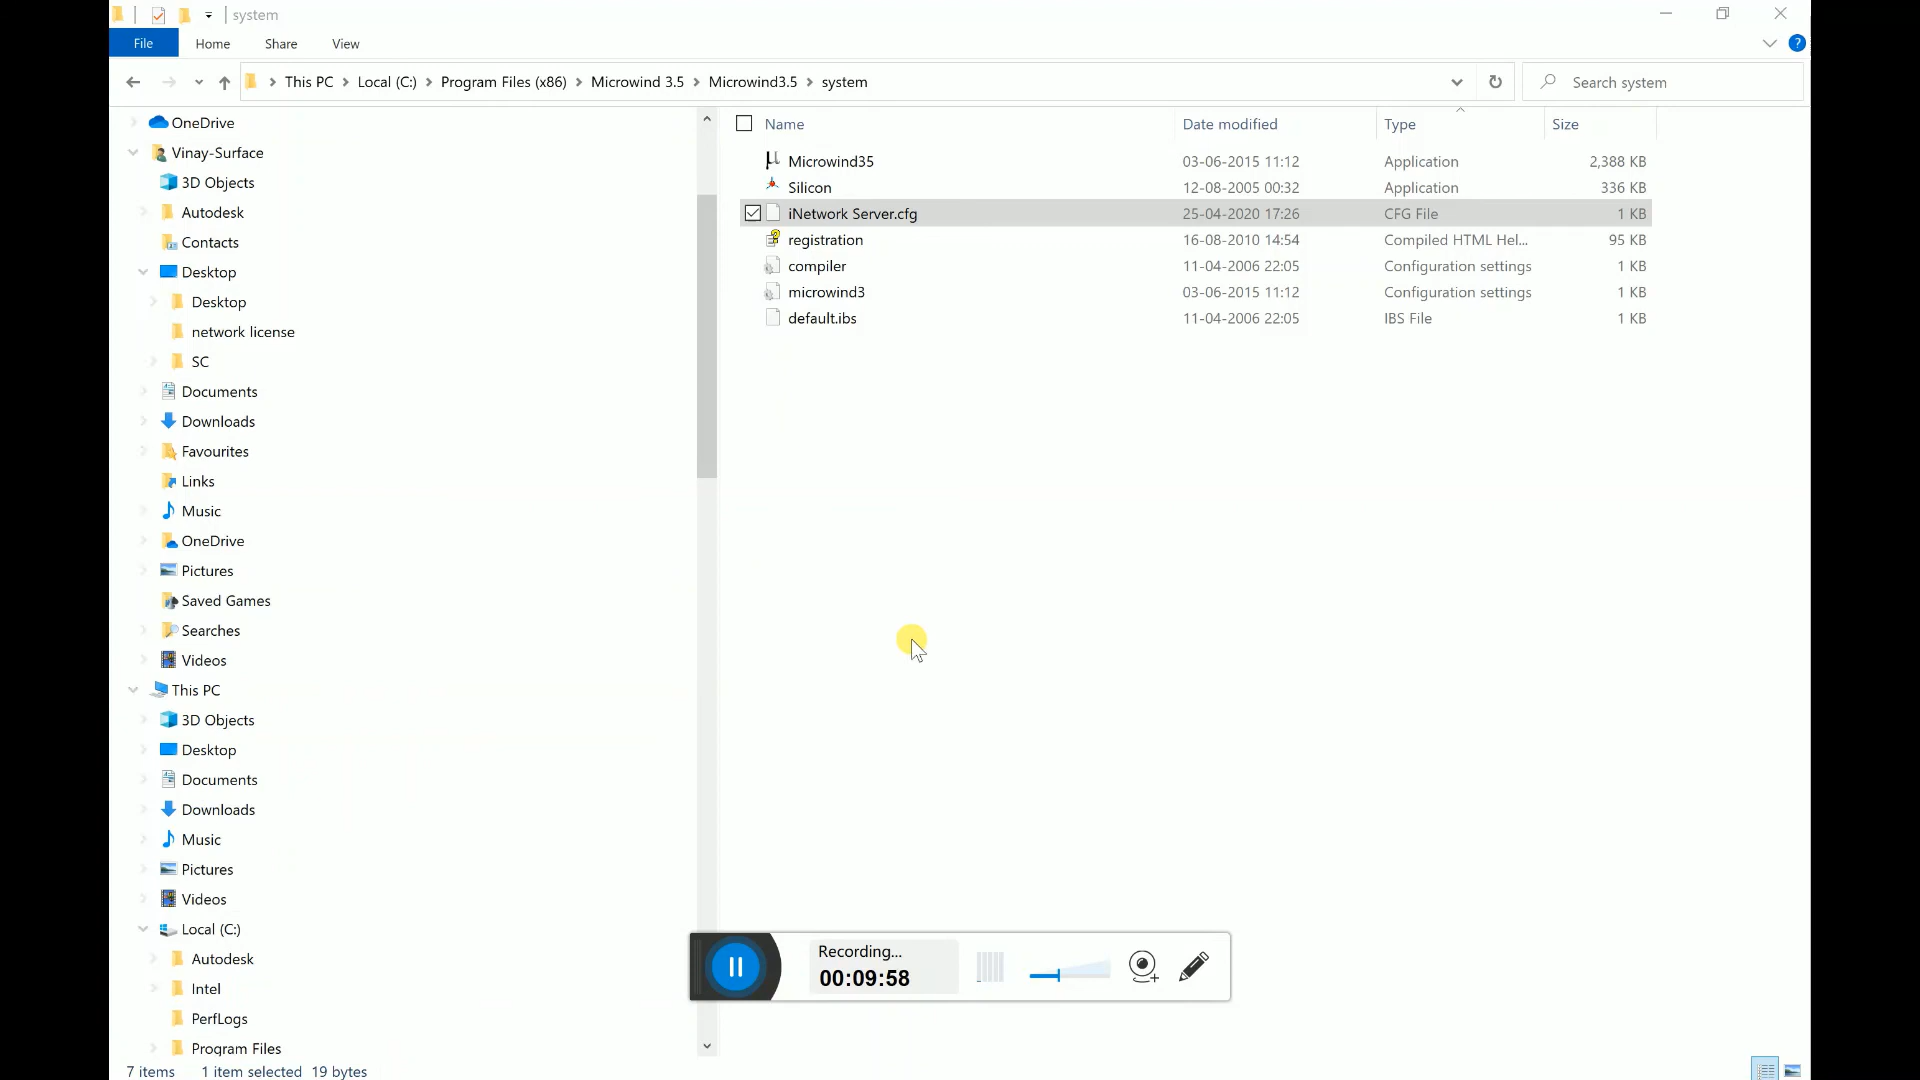 system
File Home Share View
This PC Local (C:) Program Files (x86) Microwind 3.5 Microwind3.5 system Search system
Name Date modified Type Size
Microwind35 03-06-2015 11:12 Application 2,388 KB
Silicon 12-08-2005 00:32 Application 336 KB
iNetwork Server.cfg 25-04-2020 17:26 CFG File 1 KB
registration 16-08-2010 14:54 Compiled HTML Hel... 95 KB
compiler 11-04-2006 22:05 Configuration settings 1 KB
microwind3 03-06-2015 11:12 Configuration settings 1 KB
default.ibs 11-04-2006 22:05 IBS File 1 KB
OneDrive
Vinay-Surface
3D Objects
Autodesk
Contacts
Desktop
Desktop
network license
SC
Documents
Downloads
Favourites
Links
Music
OneDrive
Pictures
Saved Games
Searches
Videos
This PC
3D Objects
Desktop
Documents
Downloads
Music
Pictures
Videos
Local (C:)
Autodesk
Intel
PerfLogs
Program Files
Recording...
00:09:58
7 items 1 item selected 19 bytes